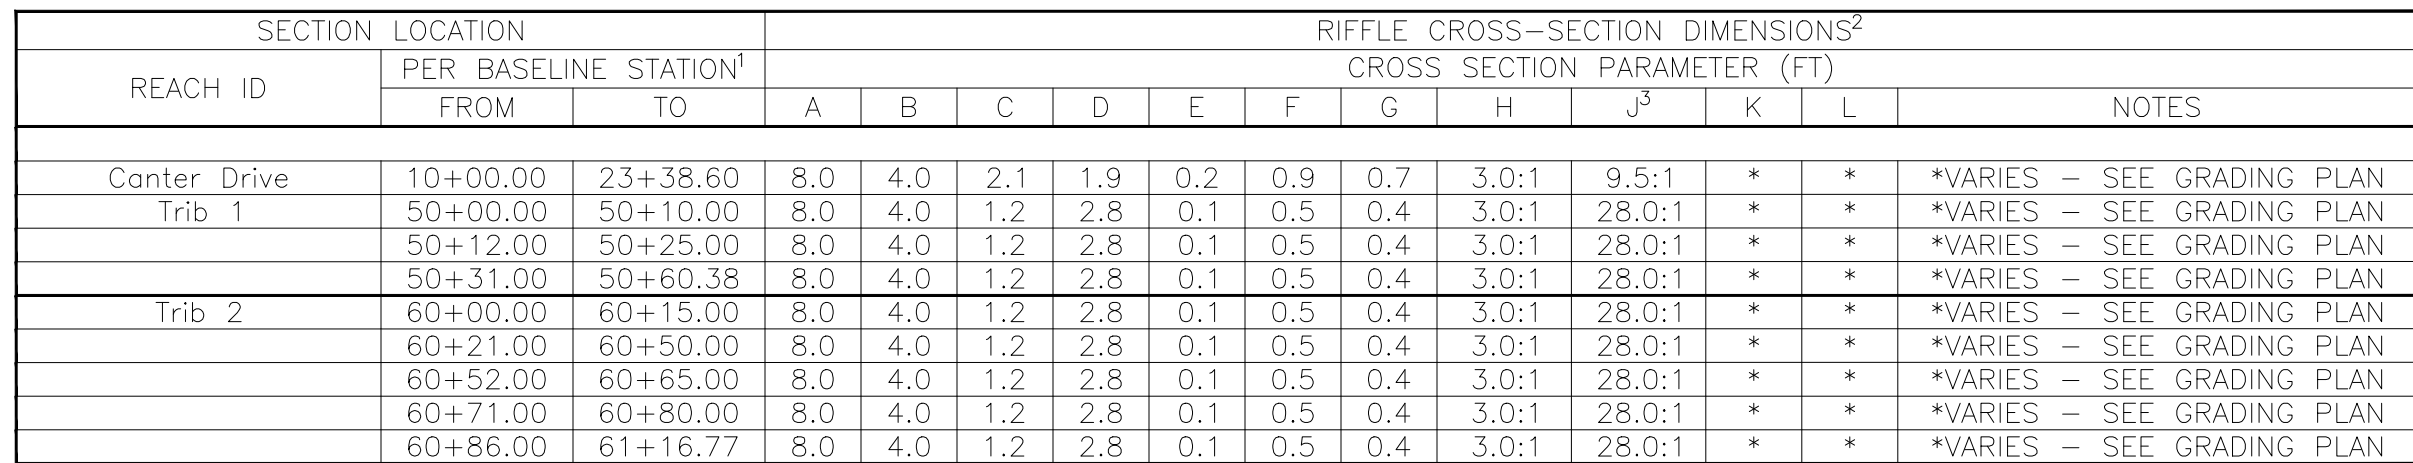 SECTION LOCATION RIFFLE CROSS-SECTION DIMENSIONS²
REACH ID PER BASELINE STATION¹ CROSS SECTION PARAMETER (FT)
FROM TO A B C D E F G H J³ K L NOTES
Canter Drive 10+00.00 23+38.60 8.0 4.0 2.1 1.9 0.2 0.9 0.7 3.0:1 9.5:1 * * *VARIES - SEE GRADING PLAN
Trib 1 50+00.00 50+10.00 8.0 4.0 1.2 2.8 0.1 0.5 0.4 3.0:1 28.0:1 * * *VARIES - SEE GRADING PLAN
50+12.00 50+25.00 8.0 4.0 1.2 2.8 0.1 0.5 0.4 3.0:1 28.0:1 * * *VARIES - SEE GRADING PLAN
50+31.00 50+60.38 8.0 4.0 1.2 2.8 0.1 0.5 0.4 3.0:1 28.0:1 * * *VARIES - SEE GRADING PLAN
Trib 2 60+00.00 60+15.00 8.0 4.0 1.2 2.8 0.1 0.5 0.4 3.0:1 28.0:1 * * *VARIES - SEE GRADING PLAN
60+21.00 60+50.00 8.0 4.0 1.2 2.8 0.1 0.5 0.4 3.0:1 28.0:1 * * *VARIES - SEE GRADING PLAN
60+52.00 60+65.00 8.0 4.0 1.2 2.8 0.1 0.5 0.4 3.0:1 28.0:1 * * *VARIES - SEE GRADING PLAN
60+71.00 60+80.00 8.0 4.0 1.2 2.8 0.1 0.5 0.4 3.0:1 28.0:1 * * *VARIES - SEE GRADING PLAN
60+86.00 61+16.77 8.0 4.0 1.2 2.8 0.1 0.5 0.4 3.0:1 28.0:1 * * *VARIES - SEE GRADING PLAN